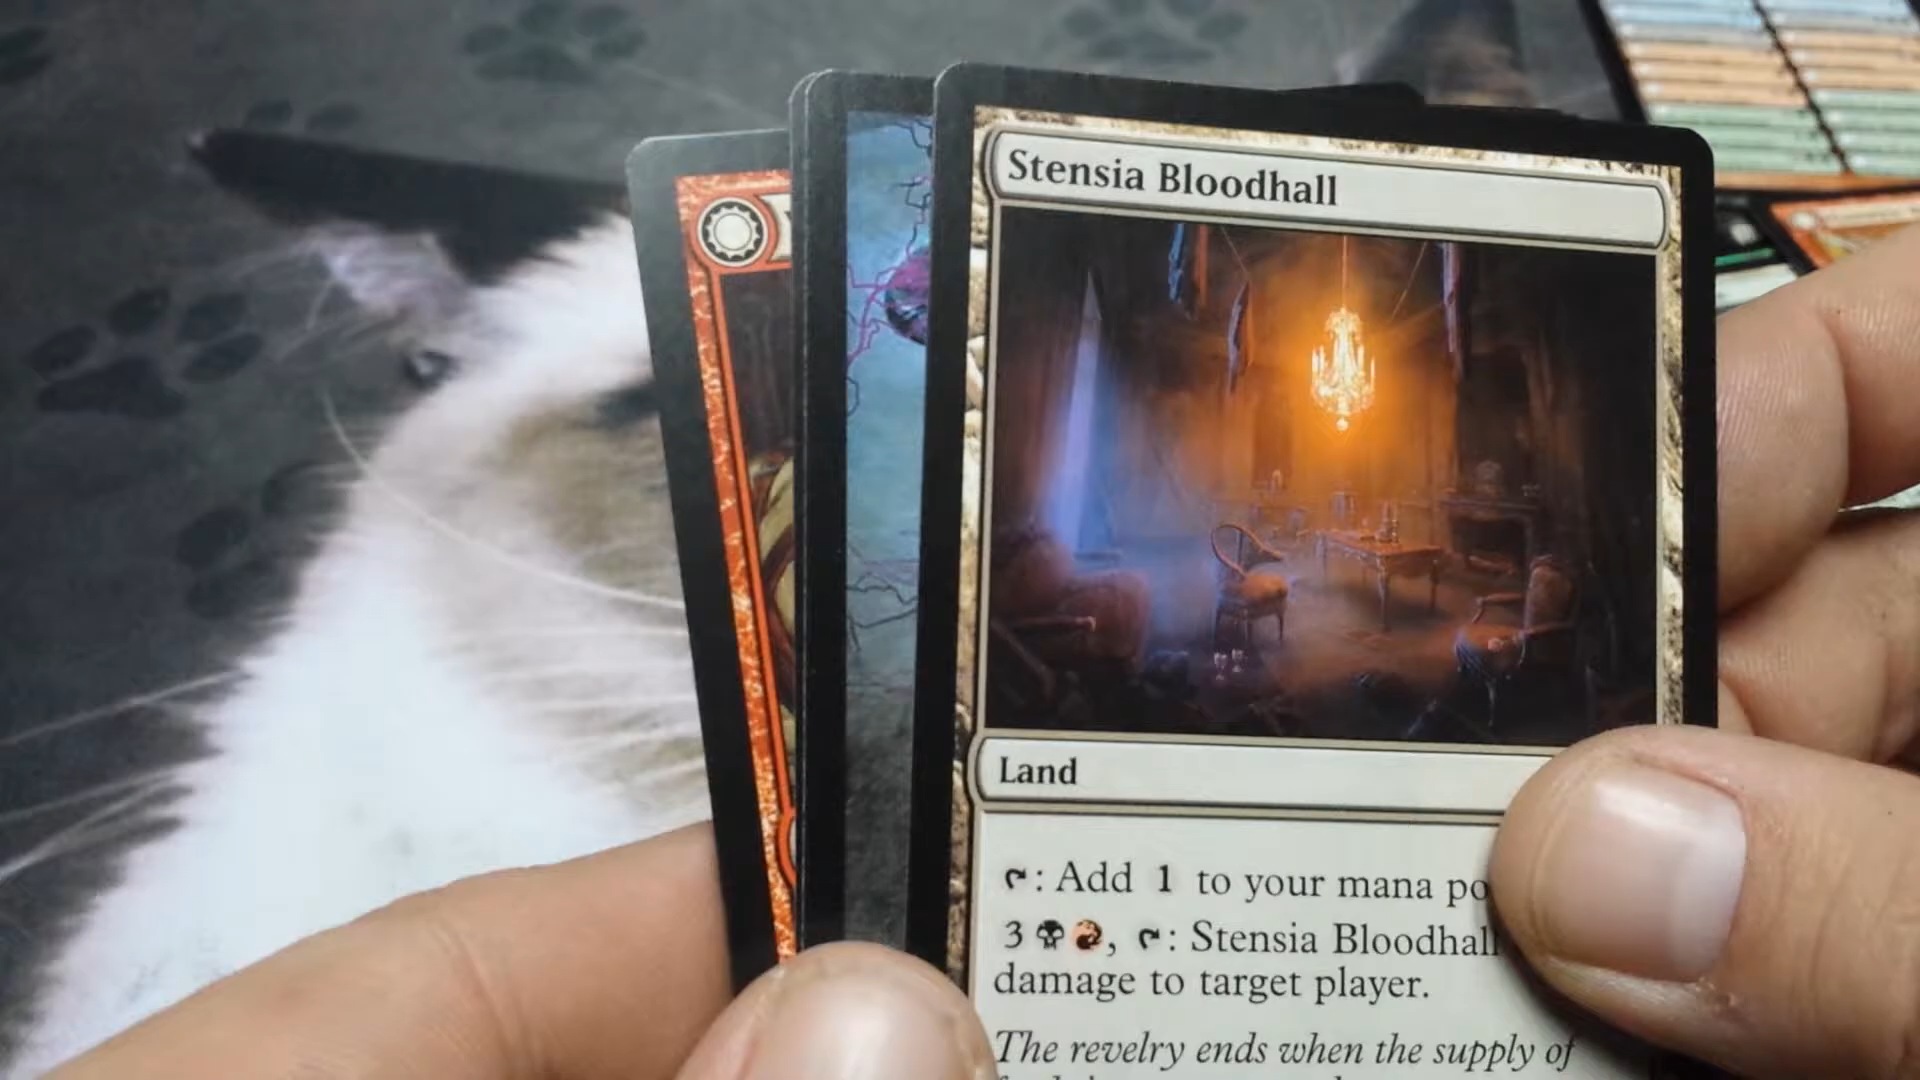 Stensia Bloodhall
Land
: Add 1 to your mana
3 , : Stensia Bloodhall
damage to target player.
The revelry ends when the supply of